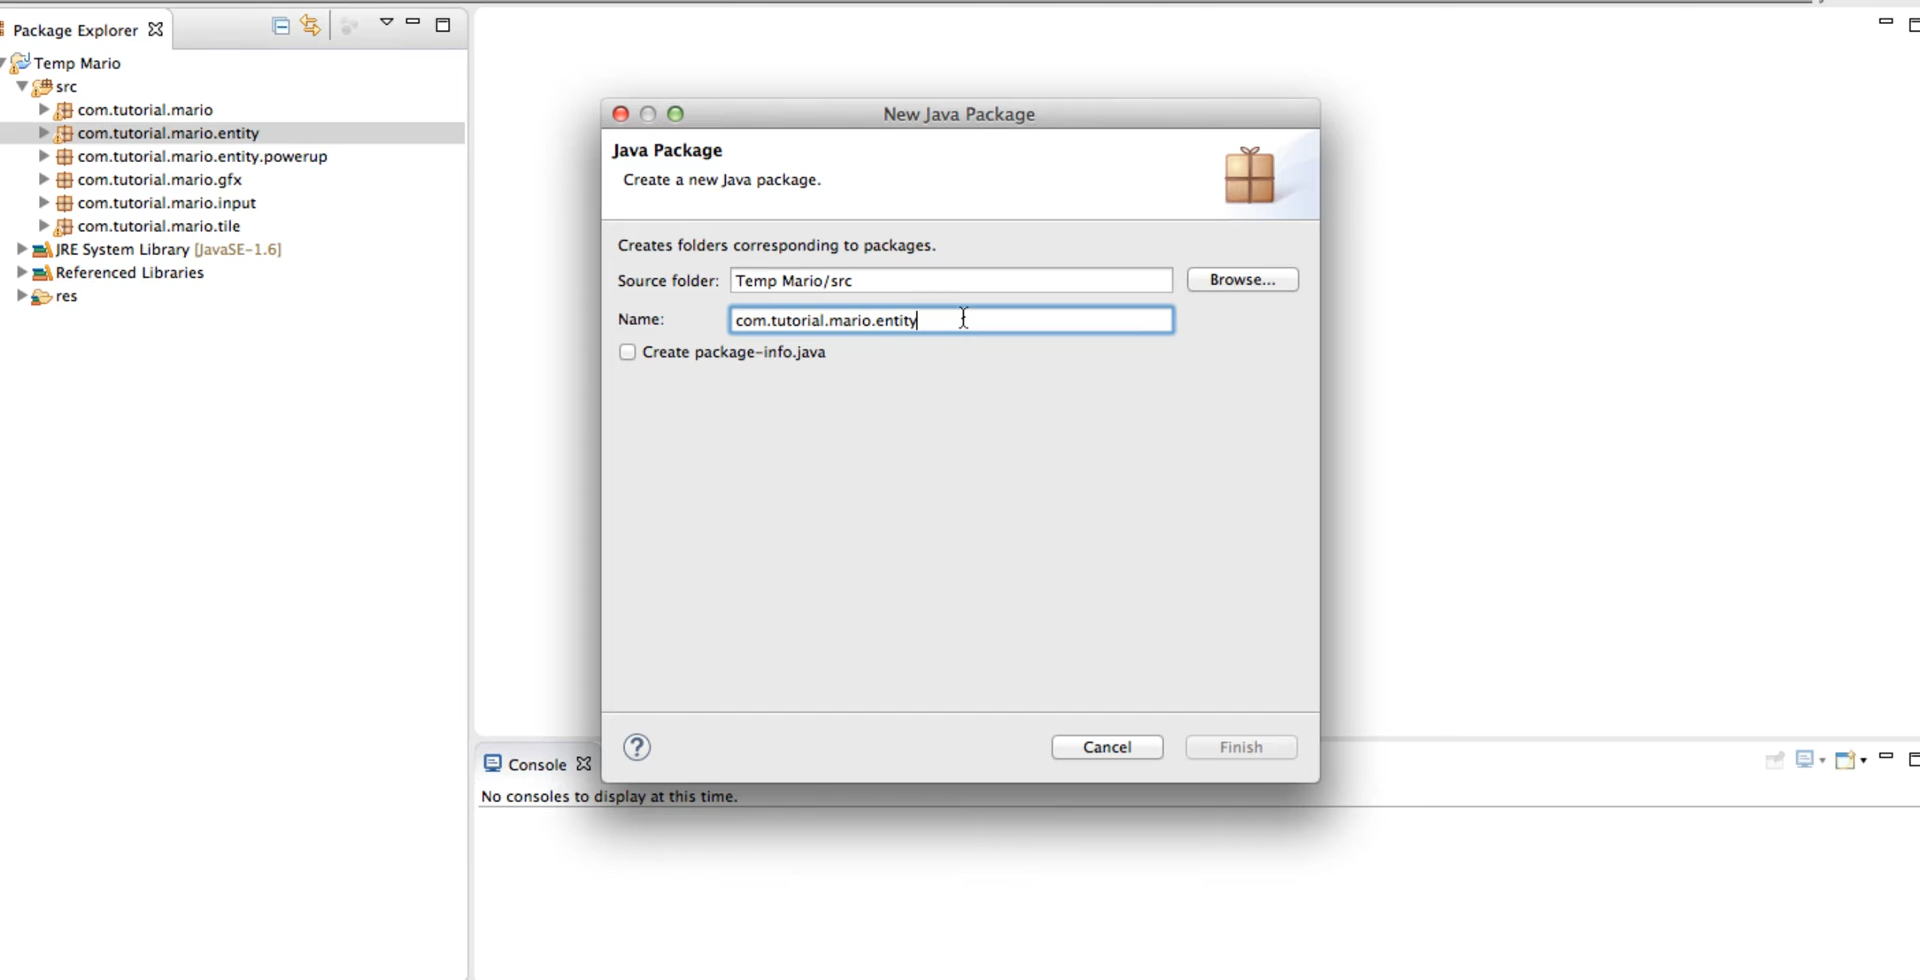 Package Explorer
Temp Mario
src
com.tutorial.mario
com.tutorial.mario.entity
com.tutorial.mario.entity.powerup
com.tutorial.mario.gfx
com.tutorial.mario.input
com.tutorial.mario.tile
JRE System Library [JavaSE-1.6]
Referenced Libraries
res
New Java Package
Java Package
Create a new Java package.
Creates folders corresponding to packages.
Source folder: Temp Mario/src Browse...
Name: com.tutorial.mario.entity
Create package-info.java
? Cancel Finish
Console
No consoles to display at this time.